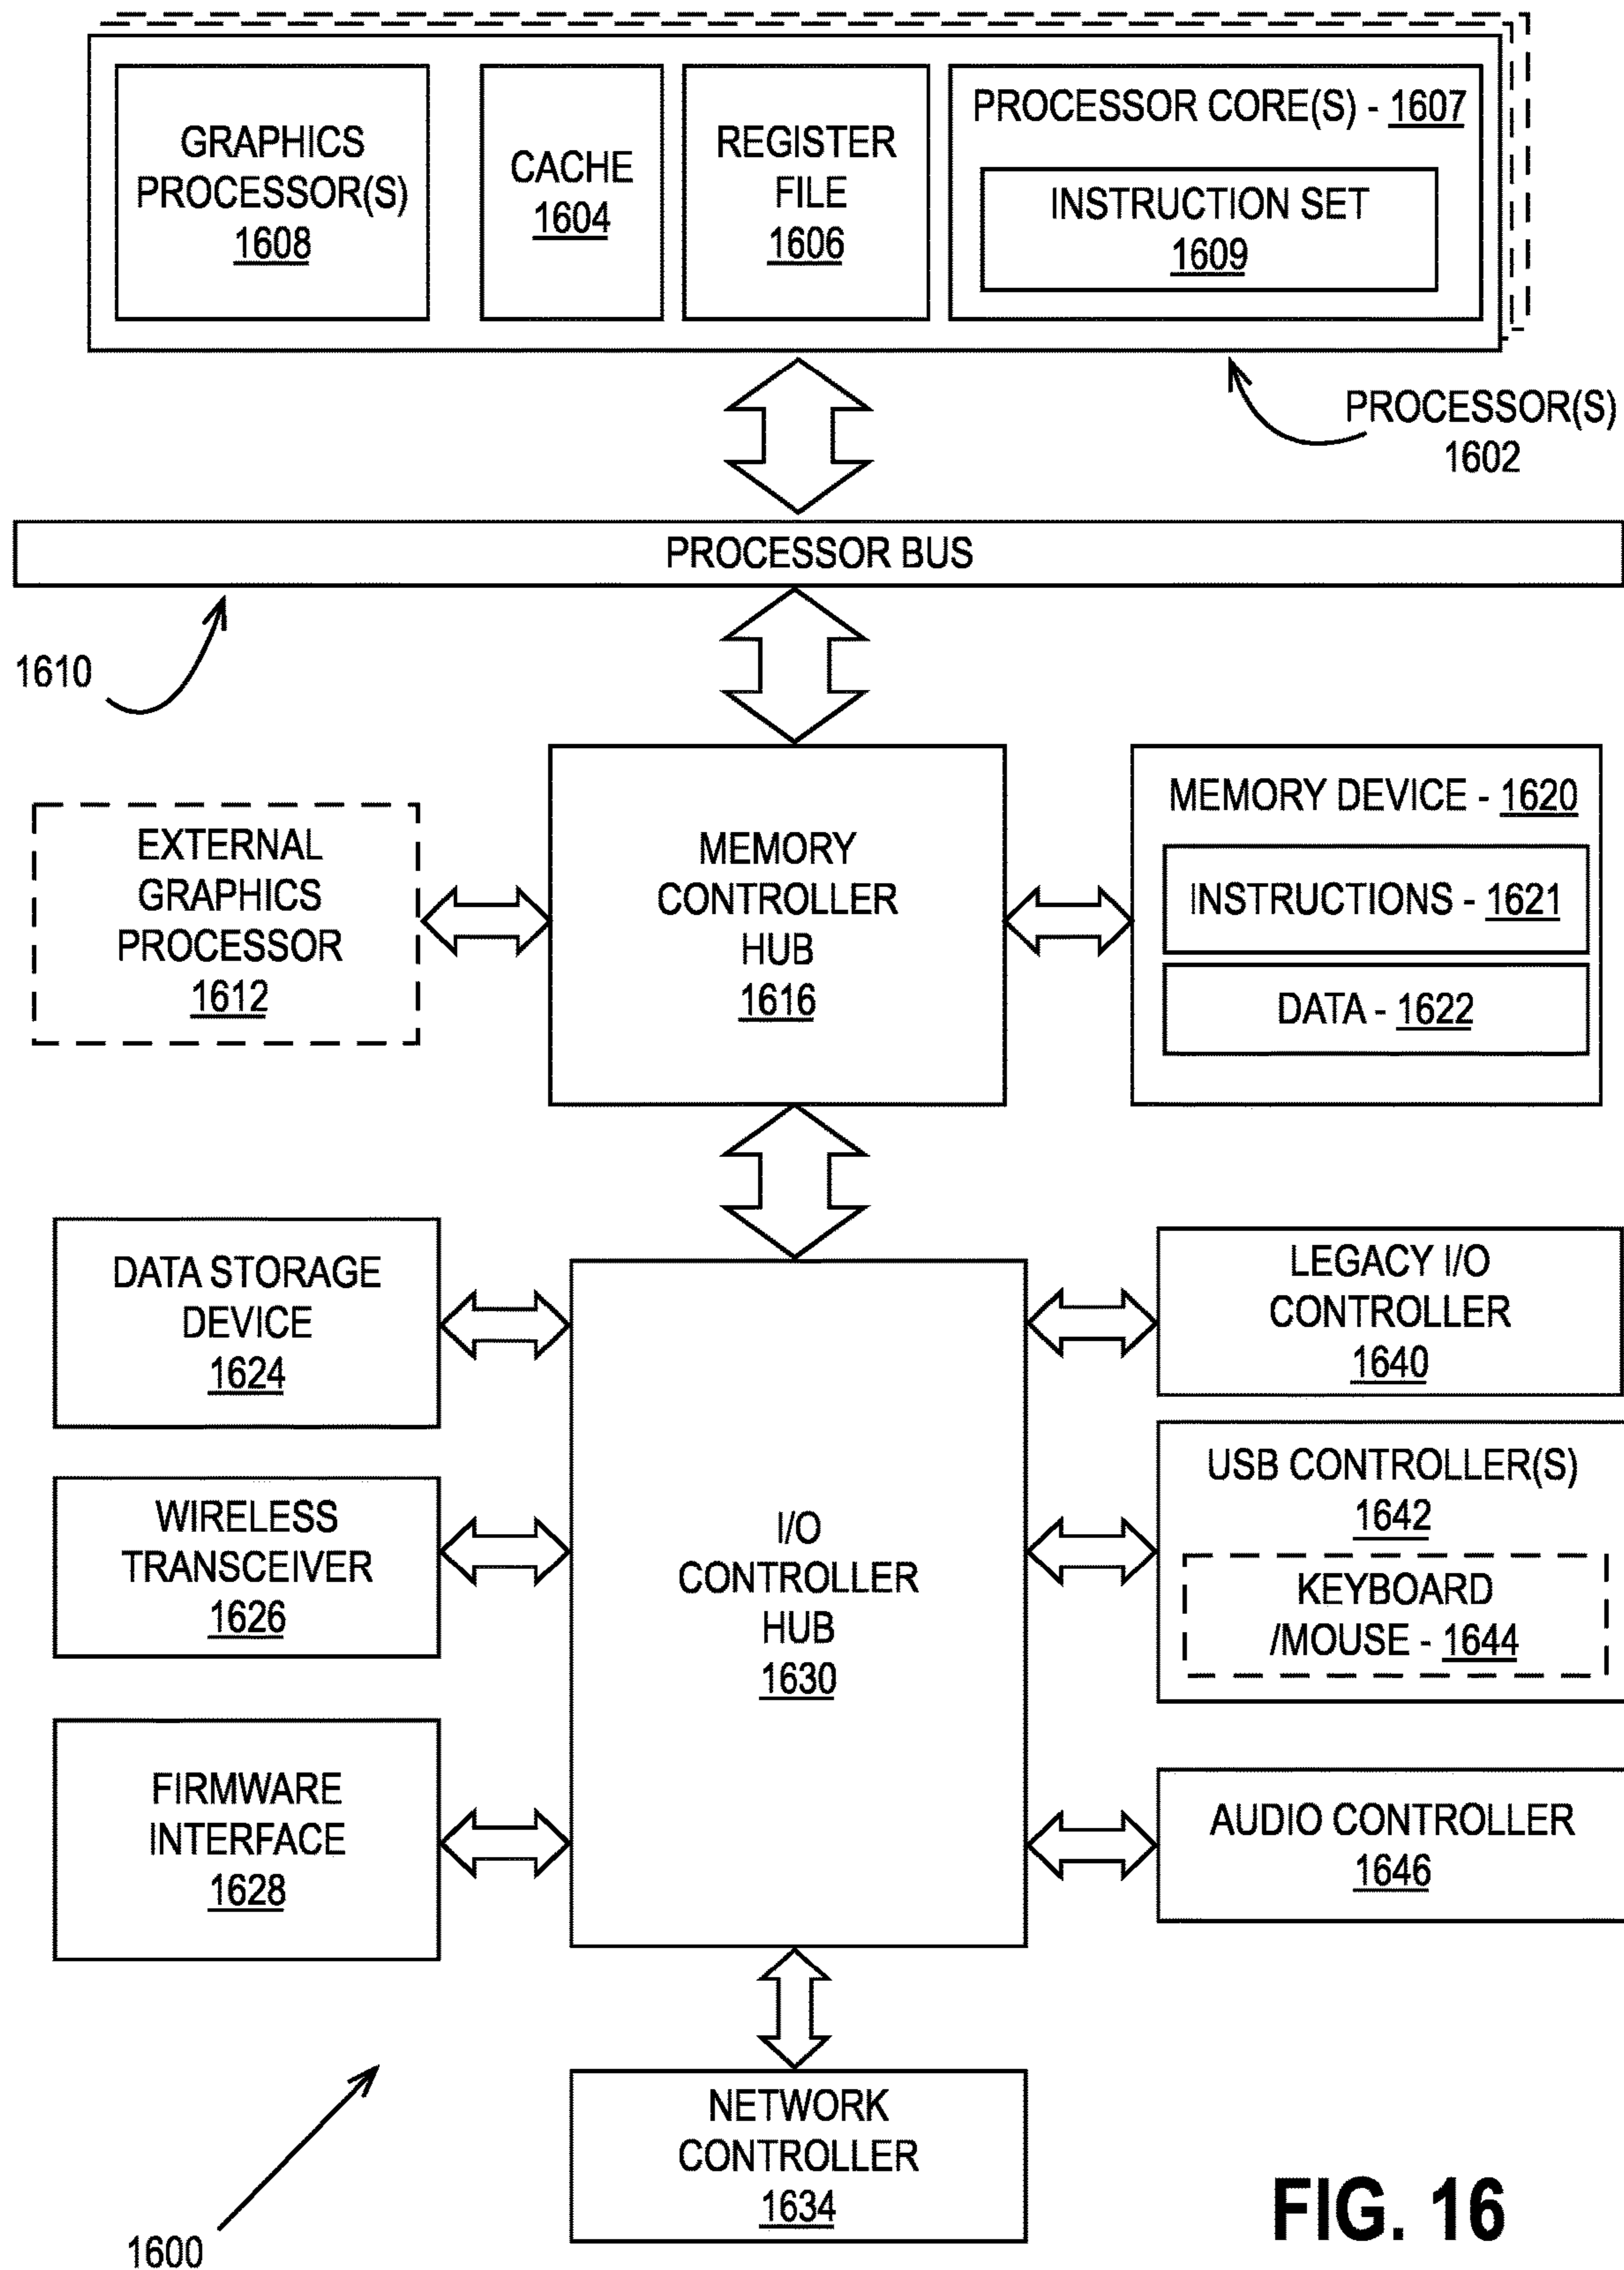 GRAPHICS
PROCESSOR(S)
1608
CACHE
1604
REGISTER
FILE
1606
PROCESSOR CORE(S) - 1607
INSTRUCTION SET
1609
PROCESSOR(S)
1602
PROCESSOR BUS
1610
EXTERNAL
GRAPHICS
PROCESSOR
1612
MEMORY
CONTROLLER
HUB
1616
MEMORY DEVICE - 1620
INSTRUCTIONS - 1621
DATA - 1622
DATA STORAGE
DEVICE
1624
WIRELESS
TRANSCEIVER
1626
FIRMWARE
INTERFACE
1628
I/O
CONTROLLER
HUB
1630
LEGACY I/O
CONTROLLER
1640
USB CONTROLLER(S)
1642
KEYBOARD
/MOUSE - 1644
AUDIO CONTROLLER
1646
NETWORK
CONTROLLER
1634
1600
FIG. 16